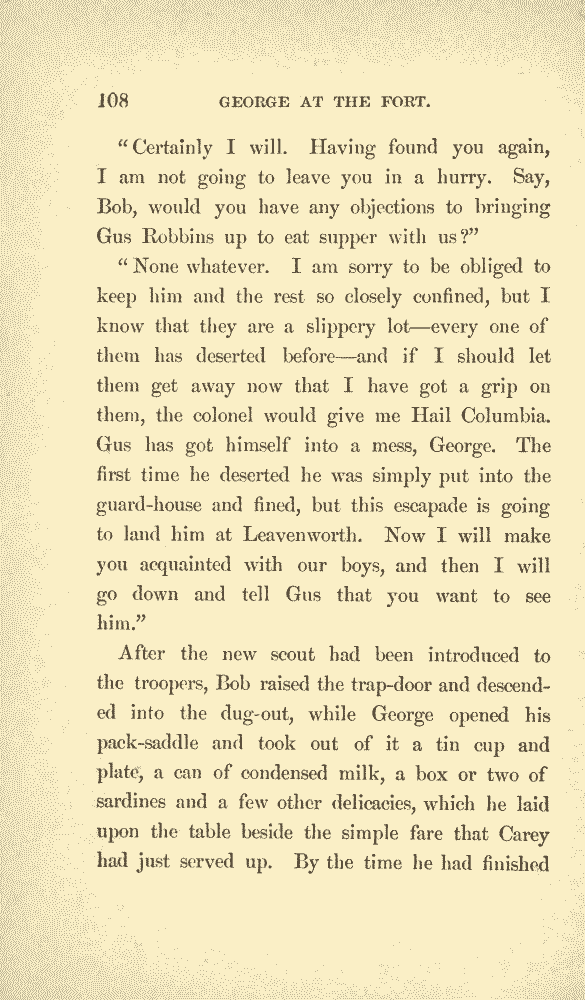 108 GEORGE AT THE FORT.
“Certainly I will. Having found you again,
I am not going to leave you in a hurry. Say,
Bob, would you have any objections to bringing
Gus Robbins up to eat supper with us?”
“None whatever. I am sorry to be obliged to
keep him and the rest so closely confined, but I
know that they are a slippery lot—every one of
them has deserted before—and if I should let
them get away now that I have got a grip on
them, the colonel would give me Hail Columbia.
Gus has got himself into a mess, George. The
first time he deserted he was simply put into the
guard-house and fined, but this escapade is going
to land him at Leavenworth. Now I will make
you acquainted with our boys, and then I will
go down and tell Gus that you want to see
him.”
After the new scout had been introduced to
the troopers, Bob raised the trap-door and descend-
ed into the dug-out, while George opened his
pack-saddle and took out of it a tin cup and
plate, a can of condensed milk, a box or two of
sardines and a few other delicacies, which he laid
upon the table beside the simple fare that Carey
had just served up. By the time he had finished